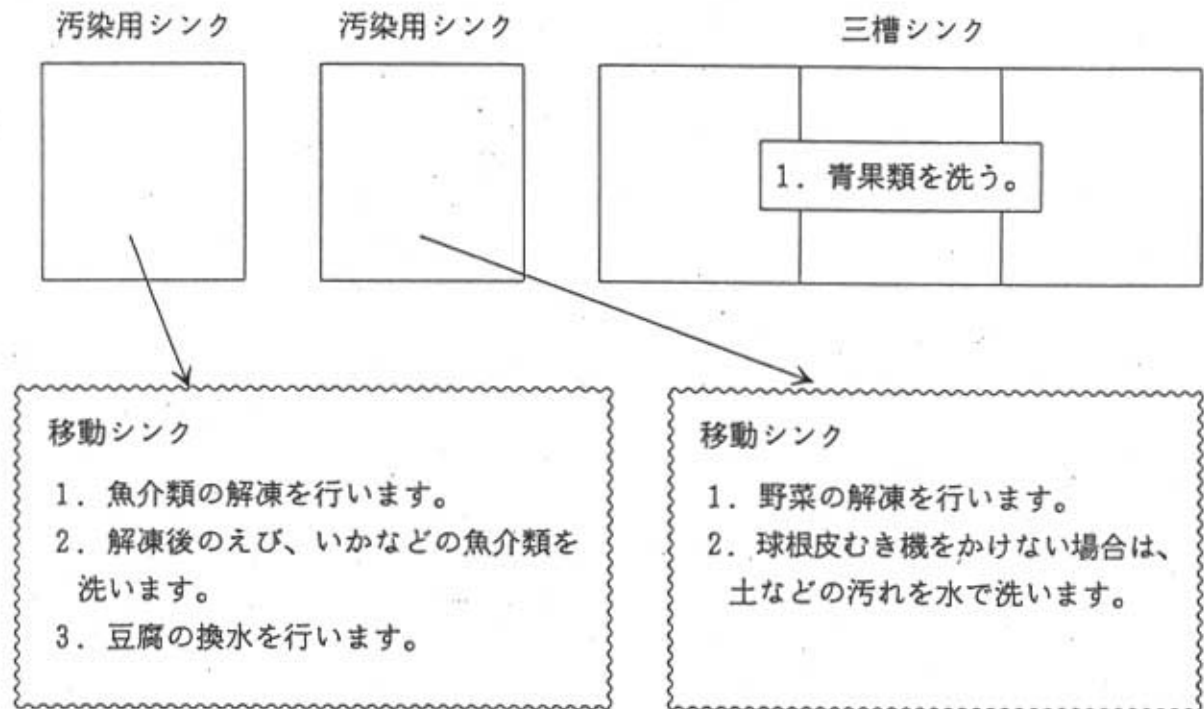 汚染用シンク
汚染用シンク
三槽シンク
1．青果類を洗う。
移動シンク
1．魚介類の解凍を行います。
2．解凍後のえび、いかなどの魚介類を
洗います。
3．豆腐の換水を行います。
移動シンク
1．野菜の解凍を行います。
2．球根皮むき機をかけない場合は、
土などの汚れを水で洗います。